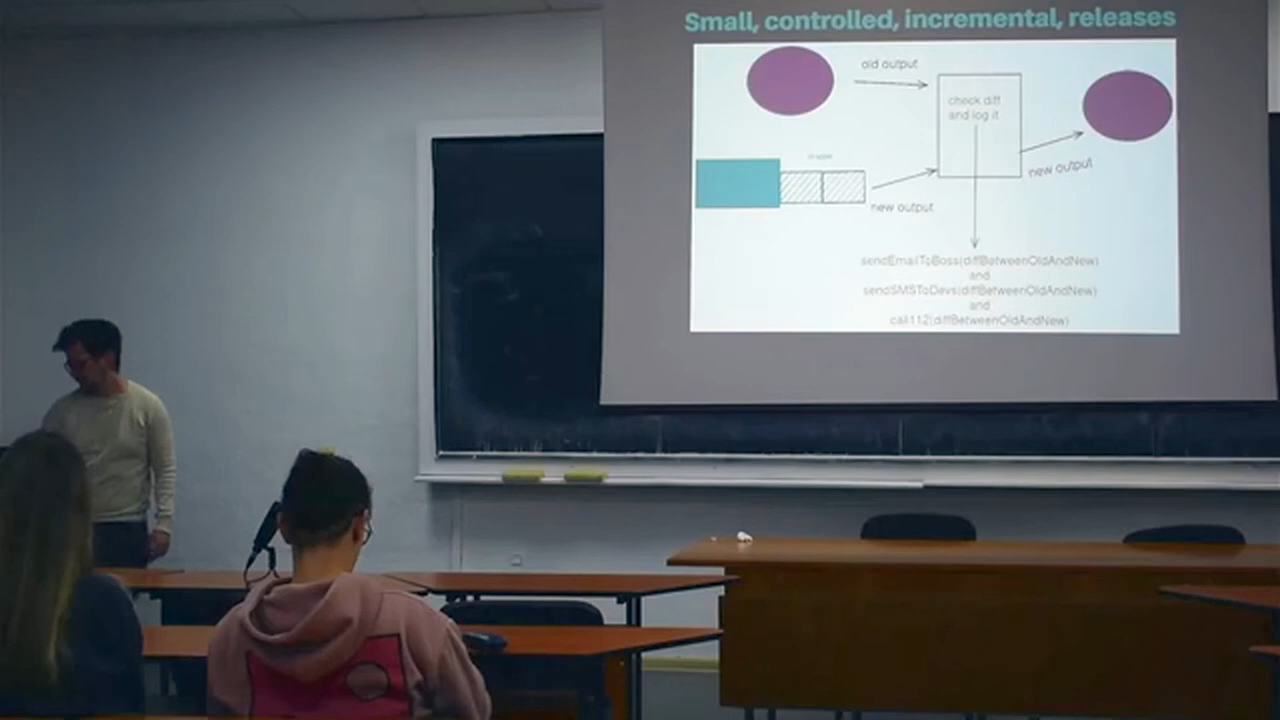 Small, controlled, incremental, releases
old output
check diff
and log it
new output
new output
sendEmailToBoss(diffBetweenOldAndNew)
and
sendSMSToDevs(diffBetweenOldAndNew)
and
call112(diffBetweenOldAndNew)